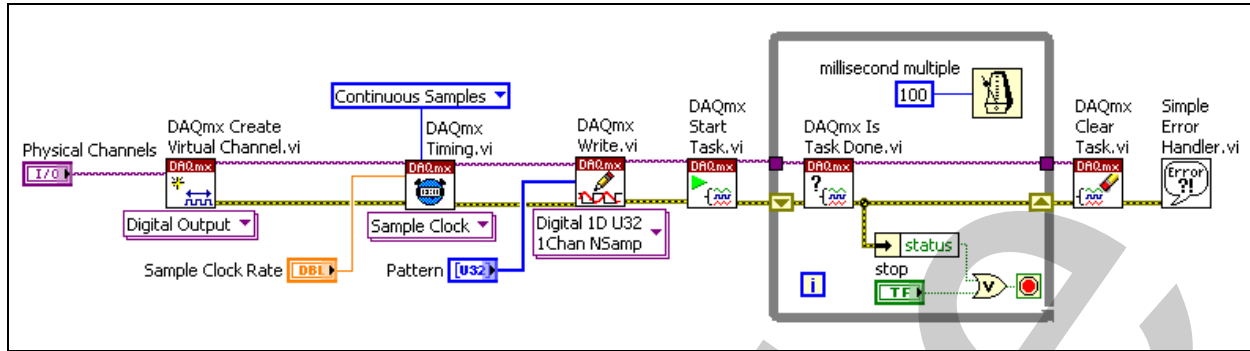 millisecond multiple
100
Continuous Samples
DAQmx
Start
Task.vi
DAQmx
Clear
Task.vi
Simple
Error
Handler.vi
DAQmx Create
Virtual Channel.vi
DAQmx
Timing.vi
DAQmx
Write.vi
DAQmx Is
Task Done.vi
Physical Channels
I/O
DAQmx
DAQmx
DAQmx
DAQmx
DAQmx
DAQmx
Error
?!
?
Digital Output
Sample Clock
Digital 1D U32
1Chan NSamp
status
Sample Clock Rate
DBL
Pattern
[U32]
i
stop
TF
V